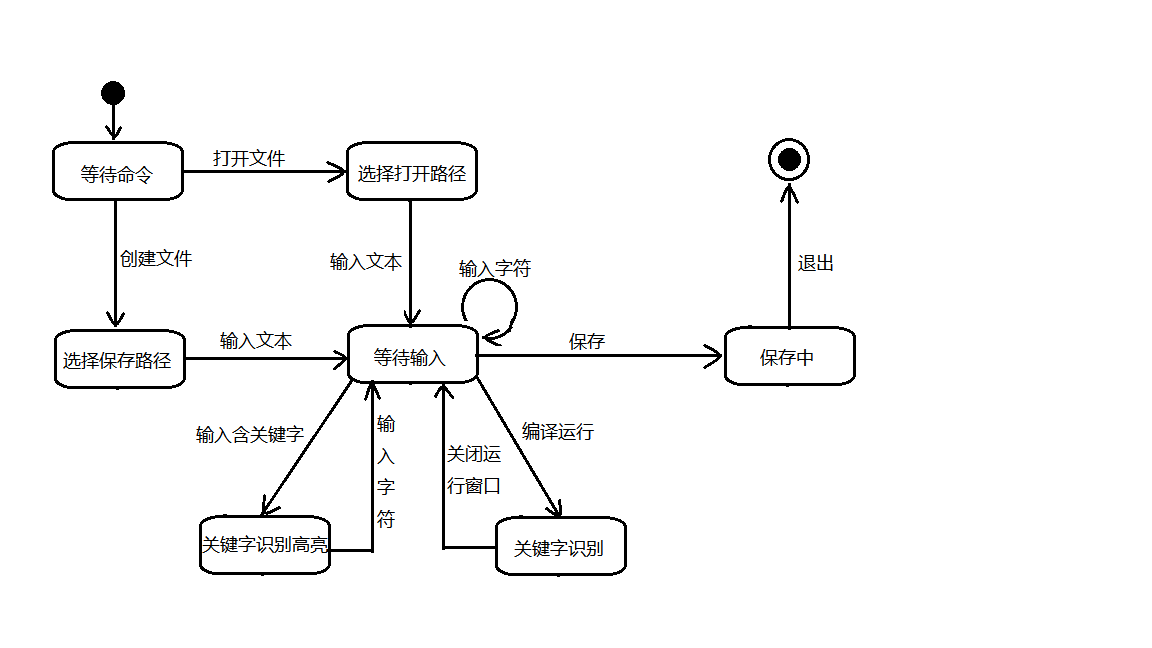 打开文件
等待命令
选择打开路径
创建文件
输入文本
退出
输入字符
输入文本
保存
选择保存路径
等待输入
保存中
输入含关键字
输
入
字
符
关闭运
行窗口
编译运行
关键字识别高亮
关键字识别